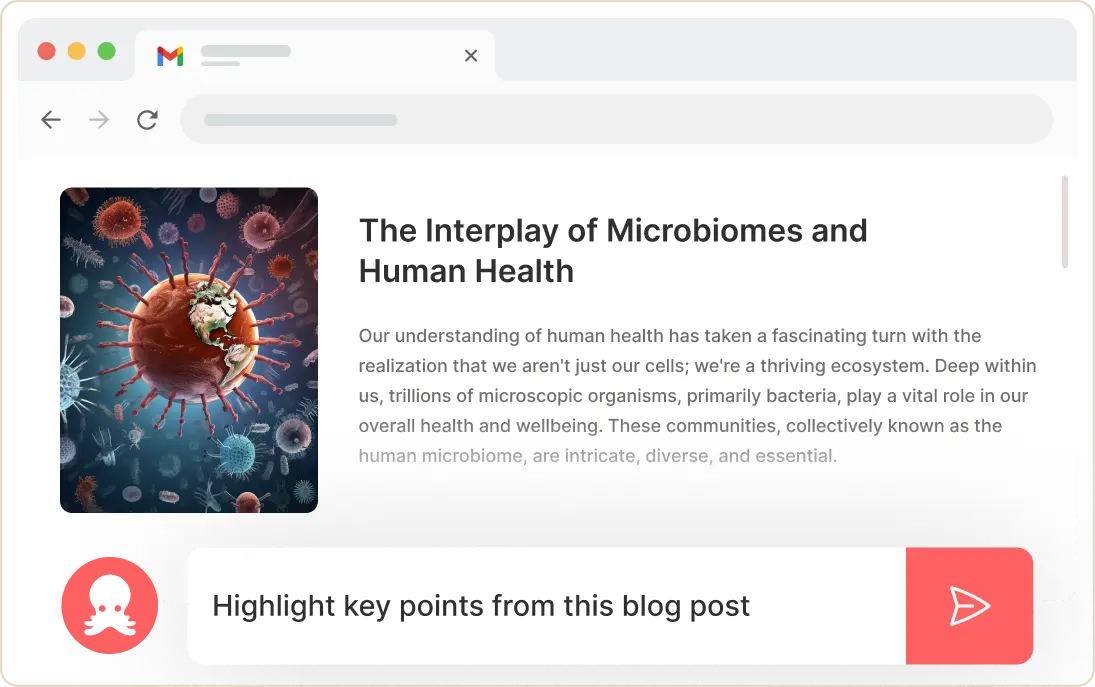 The Interplay of Microbiomes and
Human Health
Our understanding of human health has taken a fascinating turn with the
realization that we aren't just our cells; we're a thriving ecosystem. Deep within
us, trillions of microscopic organisms, primarily bacteria, play a vital role in our
overall health and wellbeing. These communities, collectively known as the
human microbiome, are intricate, diverse, and essential.
Highlight key points from this blog post